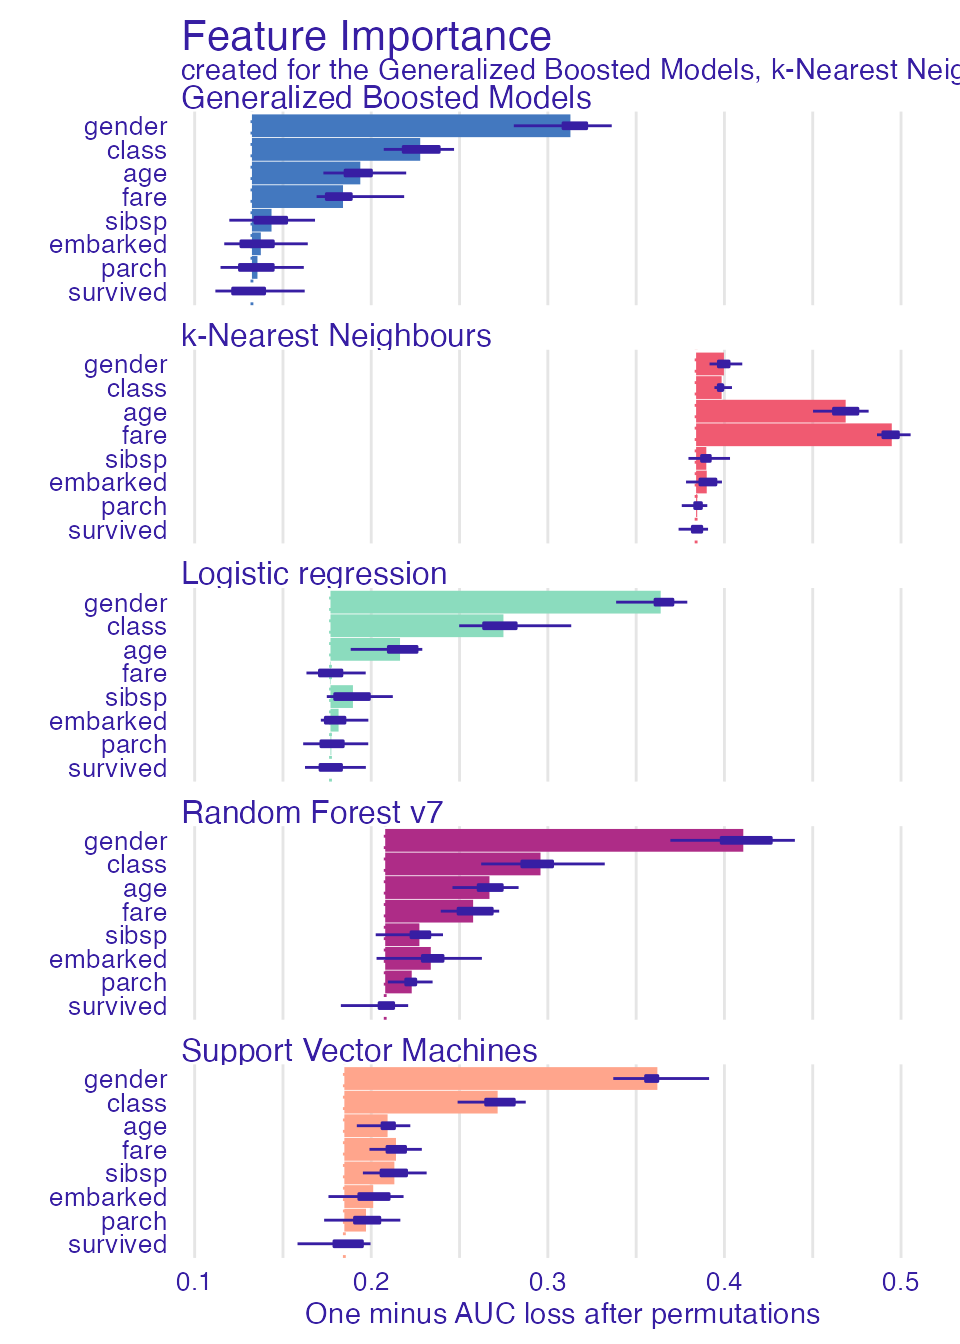 Feature Importance
created for the Generalized Boosted Models, k-Nearest Neig
Generalized Boosted Models
gender
class
age
fare
sibsp
embarked
parch
survived
k-Nearest Neighbours
gender
class
age
fare
sibsp
embarked
parch
survived
Logistic regression
gender
class
age
fare
sibsp
embarked
parch
survived
Random Forest v7
gender
class
age
fare
sibsp
embarked
parch
survived
Support Vector Machines
gender
class
age
fare
sibsp
embarked
parch
survived
0.1 0.2 0.3 0.4 0.5
One minus AUC loss after permutations